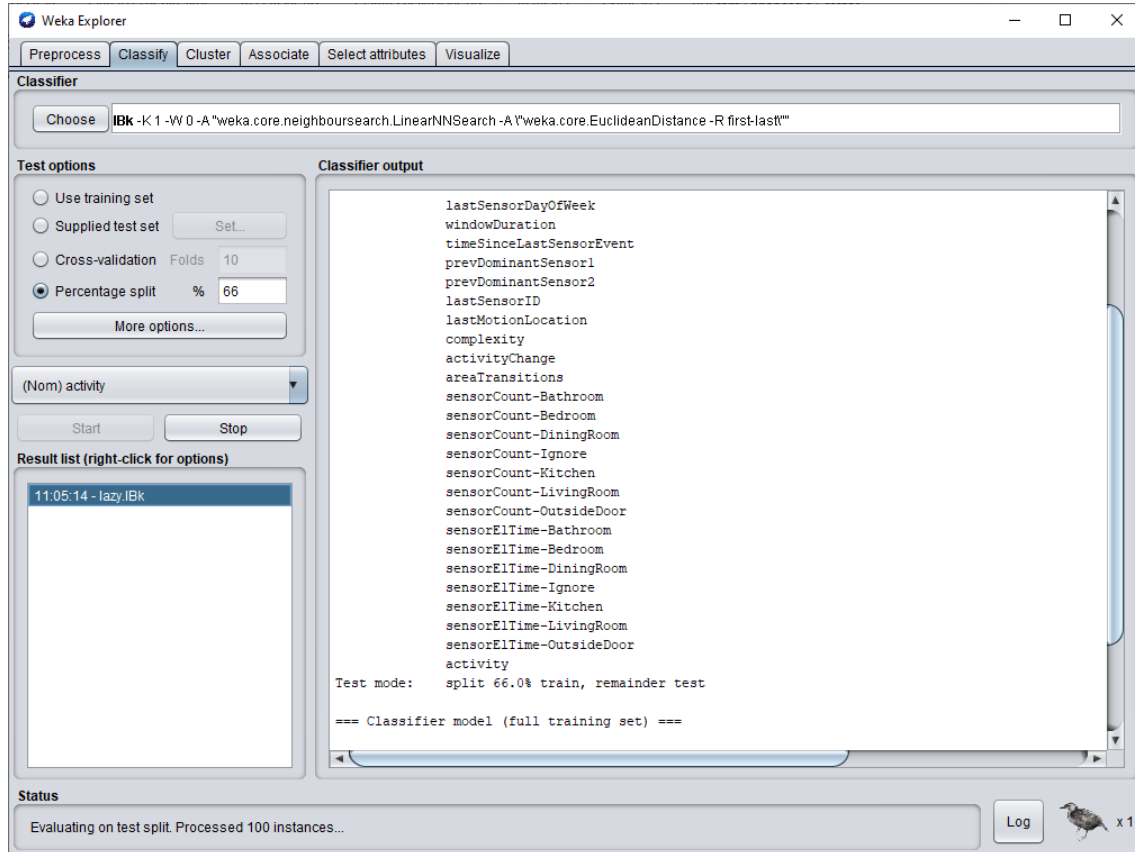 Weka Explorer
Preprocess Classify Cluster Associate Select attributes Visualize
Classifier
Choose IBk -K 1 -W 0 -A "weka.core.neighboursearch.LinearNNSearch -A \"weka.core.EuclideanDistance -R first-last\""
Test options
Use training set
Supplied test set Set...
Cross-validation Folds 10
Percentage split % 66
More options...
(Nom) activity
Start Stop
Result list (right-click for options)
11:05:14 - lazy.IBk
Classifier output
lastSensorDayOfWeek
windowDuration
timeSinceLastSensorEvent
prevDominantSensor1
prevDominantSensor2
lastSensorID
lastMotionLocation
complexity
activityChange
areaTransitions
sensorCount-Bathroom
sensorCount-Bedroom
sensorCount-DiningRoom
sensorCount-Ignore
sensorCount-Kitchen
sensorCount-LivingRoom
sensorCount-OutsideDoor
sensorElTime-Bathroom
sensorElTime-Bedroom
sensorElTime-DiningRoom
sensorElTime-Ignore
sensorElTime-Kitchen
sensorElTime-LivingRoom
sensorElTime-OutsideDoor
activity
Test mode: split 66.0% train, remainder test
=== Classifier model (full training set) ===
Status
Evaluating on test split. Processed 100 instances...
Log
x 1